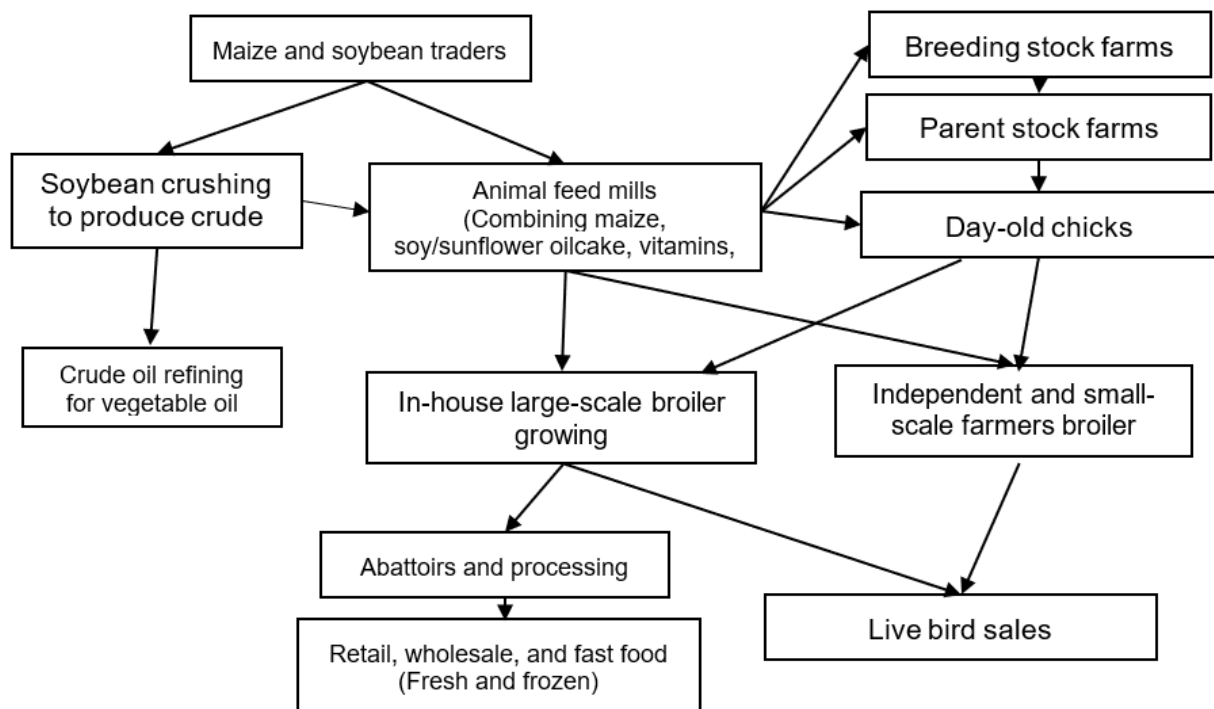 Maize and soybean traders
Breeding stock farms
Parent stock farms
Soybean crushing
to produce crude
Animal feed mills
(Combining maize,
soy/sunflower oilcake, vitamins,
Day-old chicks
Crude oil refining
for vegetable oil
In-house large-scale broiler
growing
Independent and small-
scale farmers broiler
Abattoirs and processing
Live bird sales
Retail, wholesale, and fast food
(Fresh and frozen)